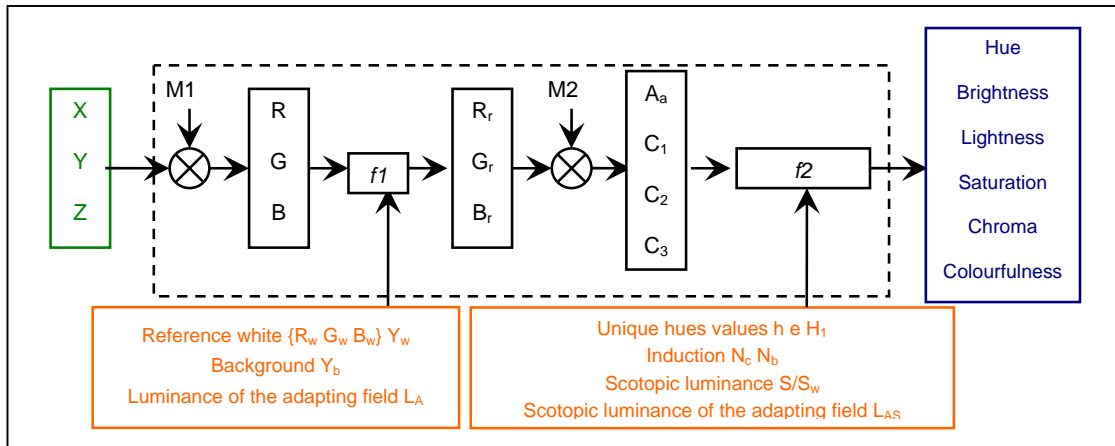 X
Y
Z
M1
R
G
B
f1
Rr
Gr
Br
M2
Aa
C1
C2
C3
f2
Hue
Brightness
Lightness
Saturation
Chroma
Colourfulness
Reference white {Rw Gw Bw} Yw
Background Yb
Luminance of the adapting field LA
Unique hues values h e H1
Induction Nc Nb
Scotopic luminance S/Sw
Scotopic luminance of the adapting field LAS